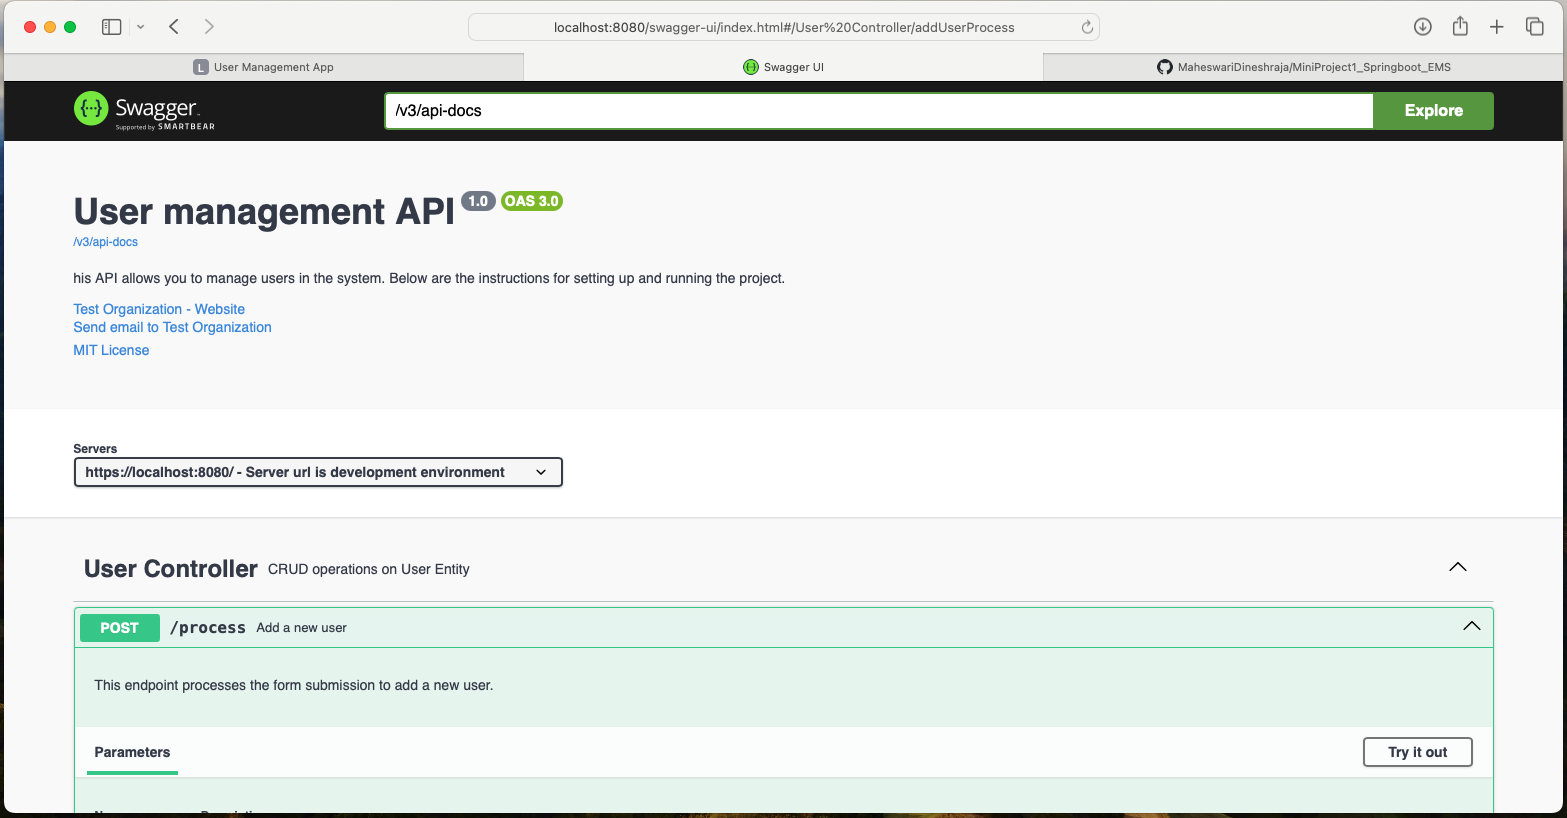 localhost:8080/swagger-ui/index.html#/User%20Controller/addUserProcess
L User Management App
Swagger UI
MaheswariDineshraja/MiniProject1_Springboot_EMS
{···} Swagger.
Supported by SMARTBEAR
/v3/api-docs
Explore
User management API 1.0 OAS 3.0
/v3/api-docs
his API allows you to manage users in the system. Below are the instructions for setting up and running the project.
Test Organization - Website
Send email to Test Organization
MIT License
Servers
https://localhost:8080/ - Server url is development environment
User Controller CRUD operations on User Entity
POST /process Add a new user
This endpoint processes the form submission to add a new user.
Parameters
Try it out